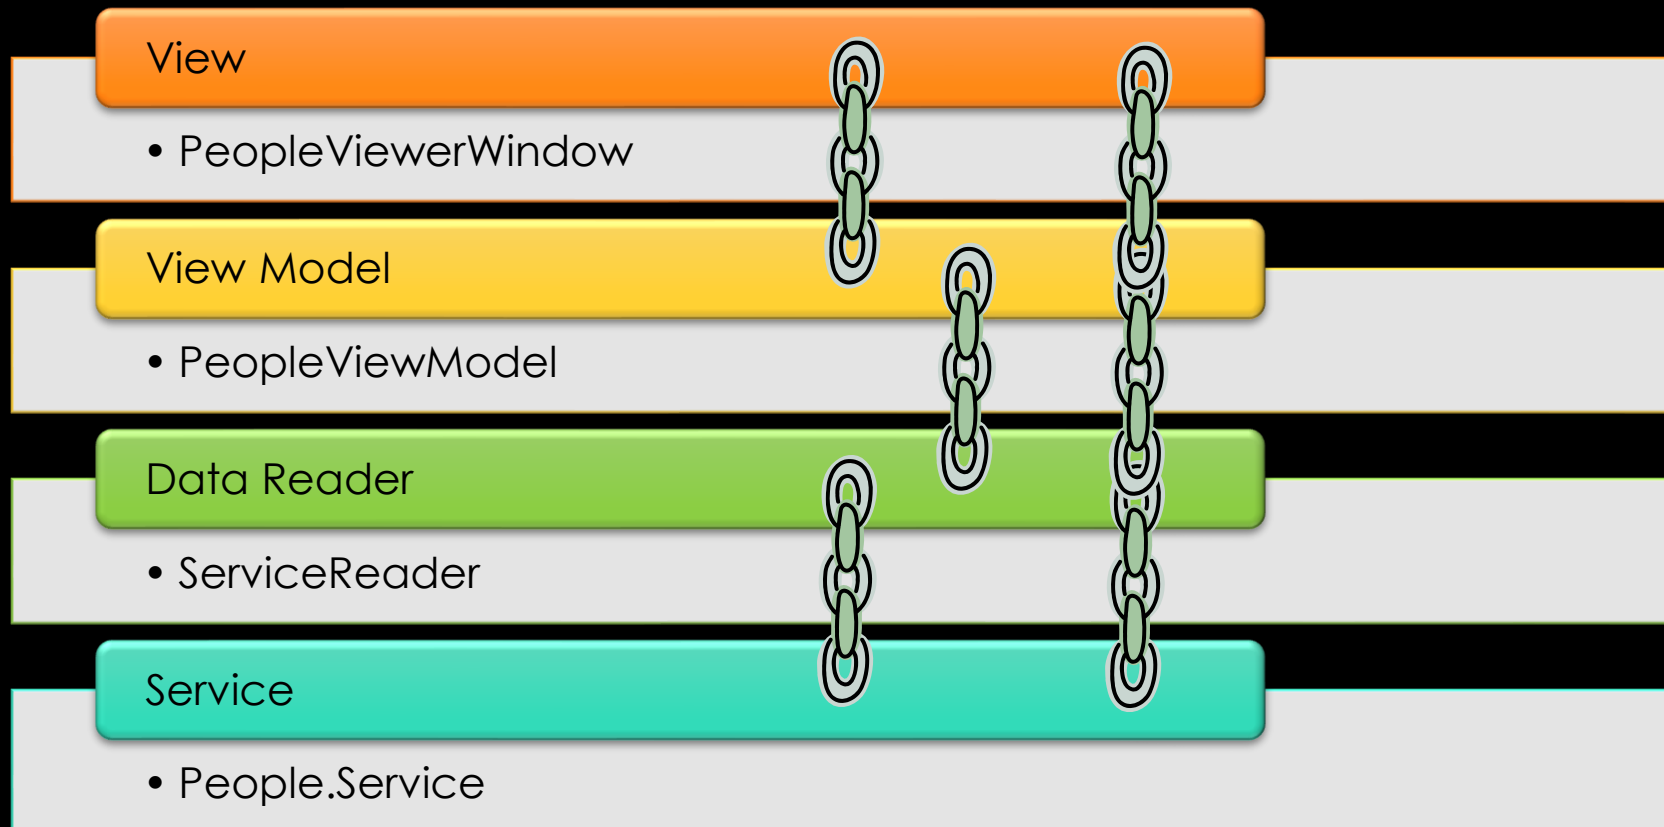 View
• PeopleViewerWindow
View Model
• PeopleViewModel
Data Reader
• ServiceReader
Service
• People.Service